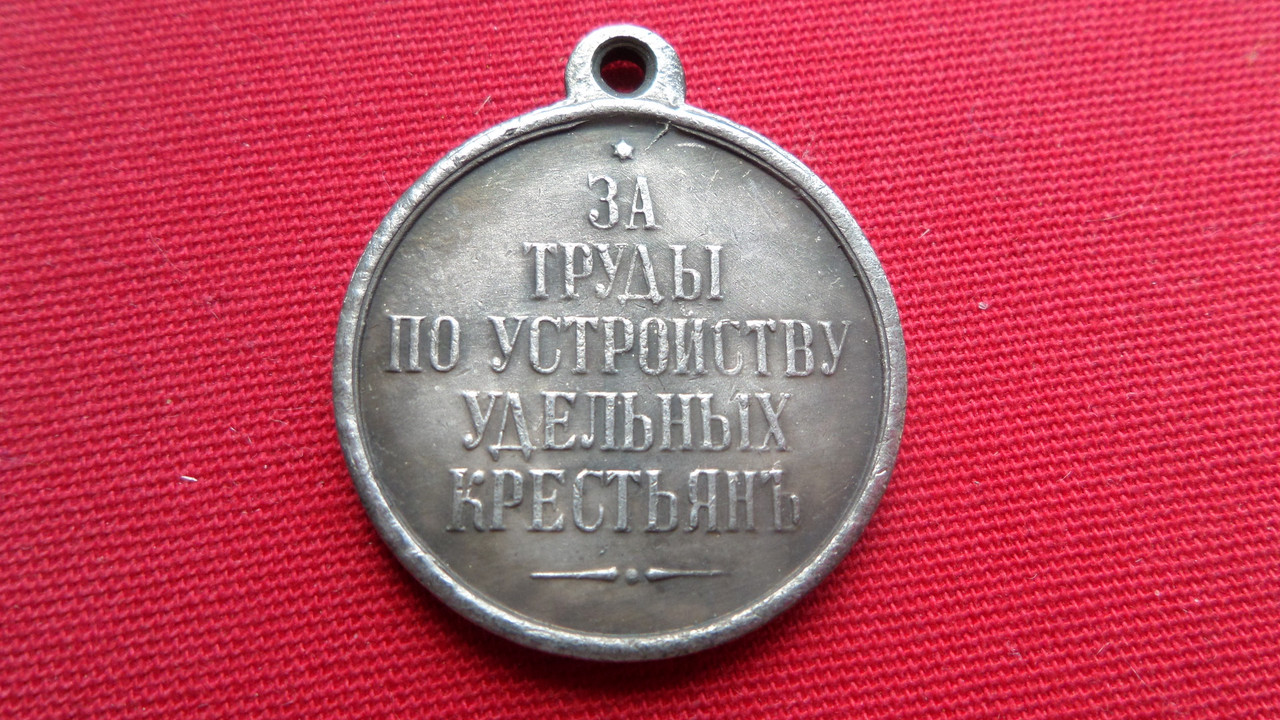 ЗА
ТРУДЫ
ПО УСТРОЙСТВУ
УДЕЛЬНЫХ
КРЕСТЬЯНЪ